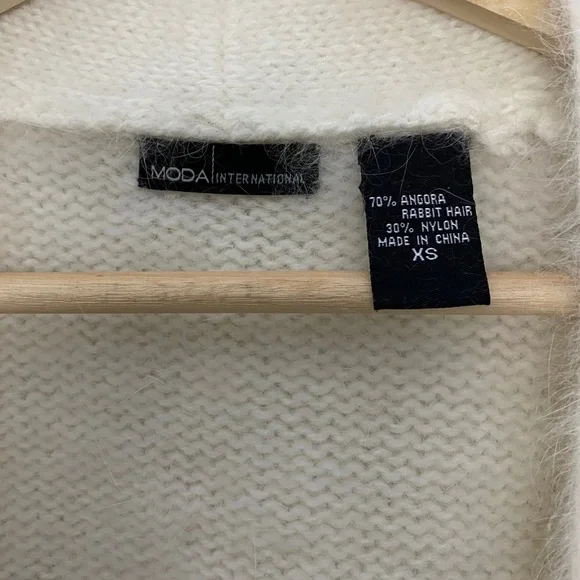 MODA INTERNATIONAL
70% ANGORA
RABBIT HAIR
30% NYLON
MADE IN CHINA
XS